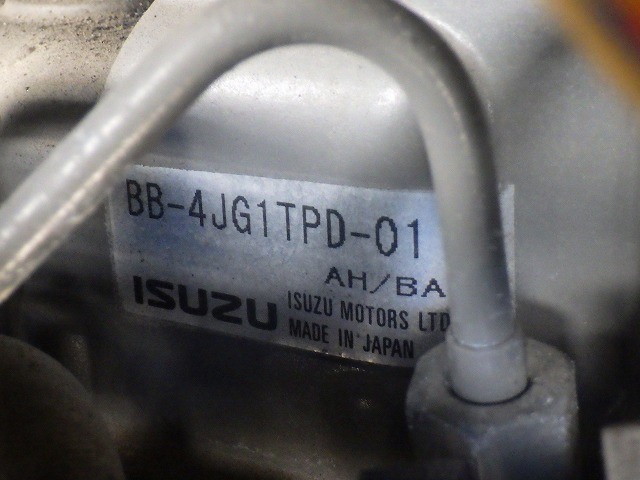 BB-4JG1TPD-01
AH/BA
ISUZU
ISUZU MOTORS LTD
MADE IN JAPAN